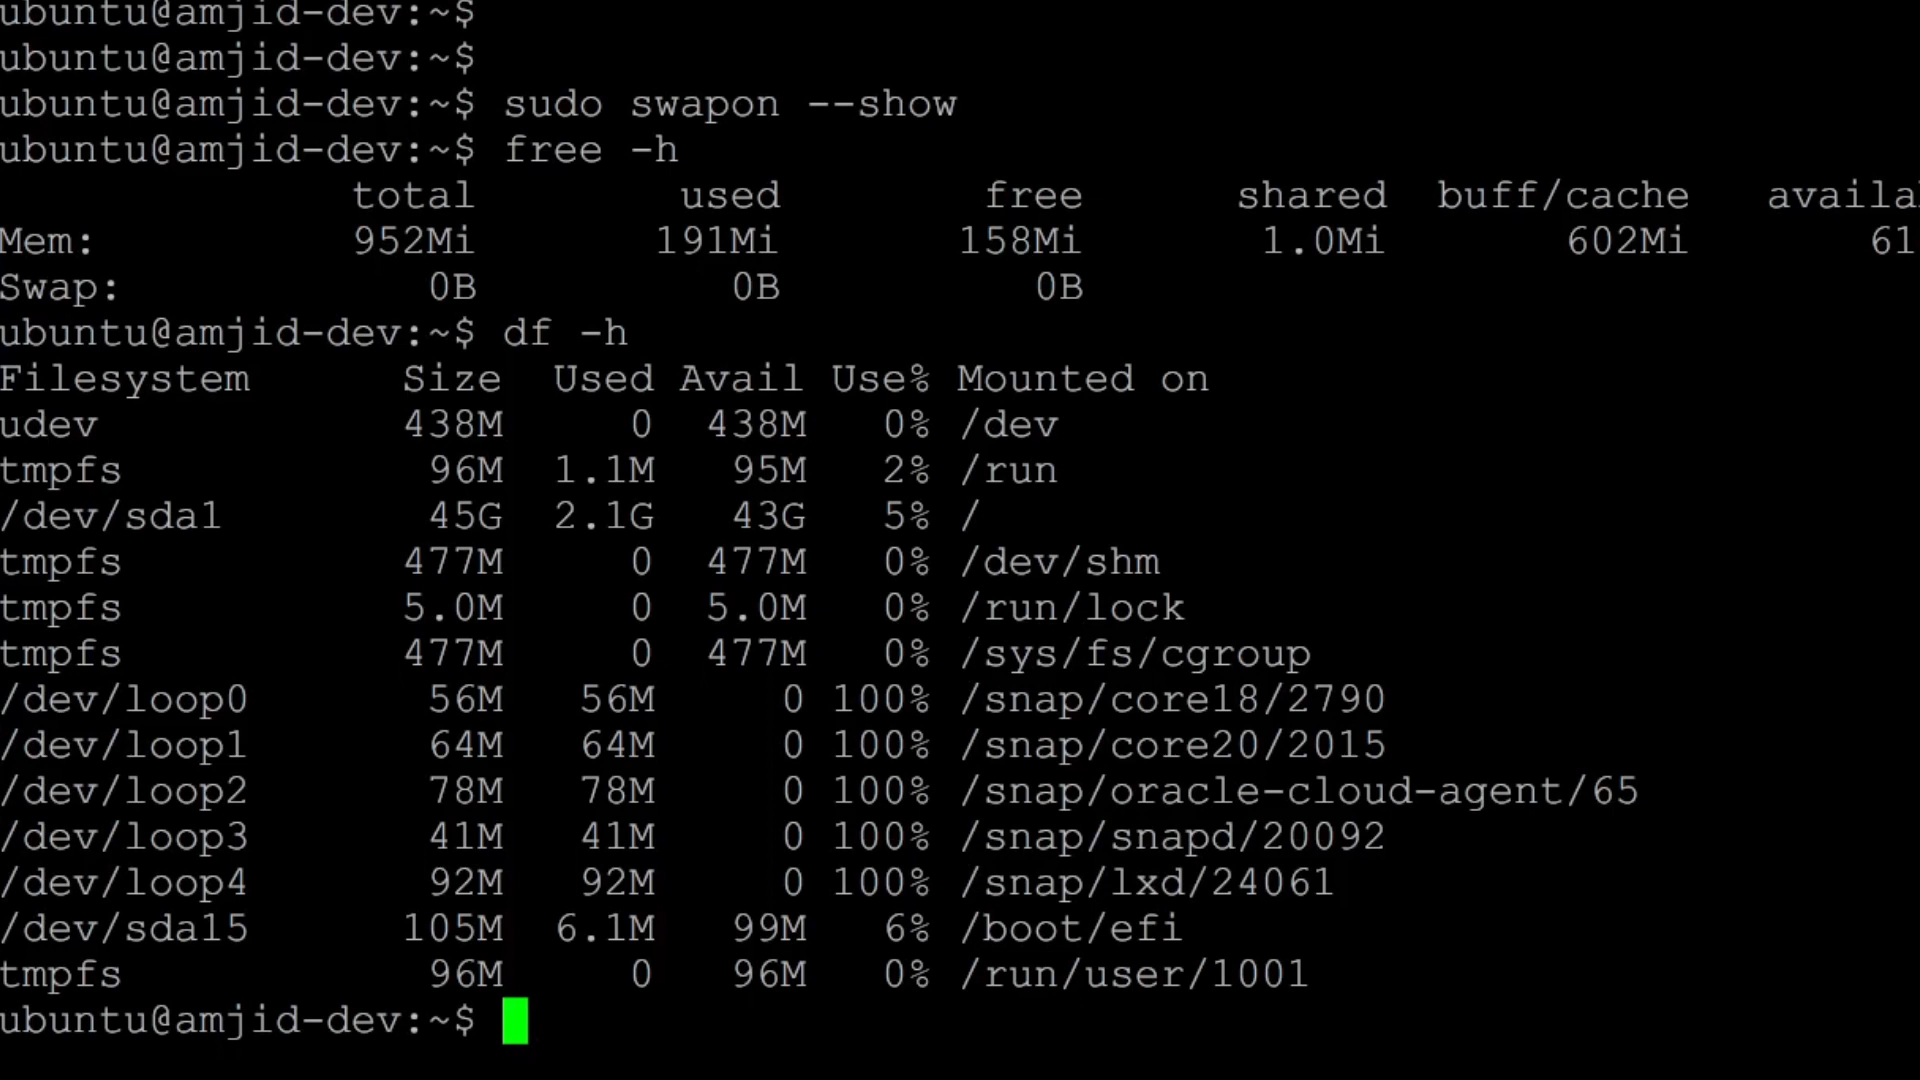 ubuntu@amjid-dev:~$
ubuntu@amjid-dev:~$
ubuntu@amjid-dev:~$ sudo swapon --show
ubuntu@amjid-dev:~$ free -h
total used free shared buff/cache availa
Mem: 952Mi 191Mi 158Mi 1.0Mi 602Mi 61
Swap: 0B 0B 0B
ubuntu@amjid-dev:~$ df -h
Filesystem Size Used Avail Use% Mounted on
udev 438M 0 438M 0% /dev
tmpfs 96M 1.1M 95M 2% /run
/dev/sda1 45G 2.1G 43G 5% /
tmpfs 477M 0 477M 0% /dev/shm
tmpfs 5.0M 0 5.0M 0% /run/lock
tmpfs 477M 0 477M 0% /sys/fs/cgroup
/dev/loop0 56M 56M 0 100% /snap/core18/2790
/dev/loop1 64M 64M 0 100% /snap/core20/2015
/dev/loop2 78M 78M 0 100% /snap/oracle-cloud-agent/65
/dev/loop3 41M 41M 0 100% /snap/snapd/20092
/dev/loop4 92M 92M 0 100% /snap/lxd/24061
/dev/sda15 105M 6.1M 99M 6% /boot/efi
tmpfs 96M 0 96M 0% /run/user/1001
ubuntu@amjid-dev:~$